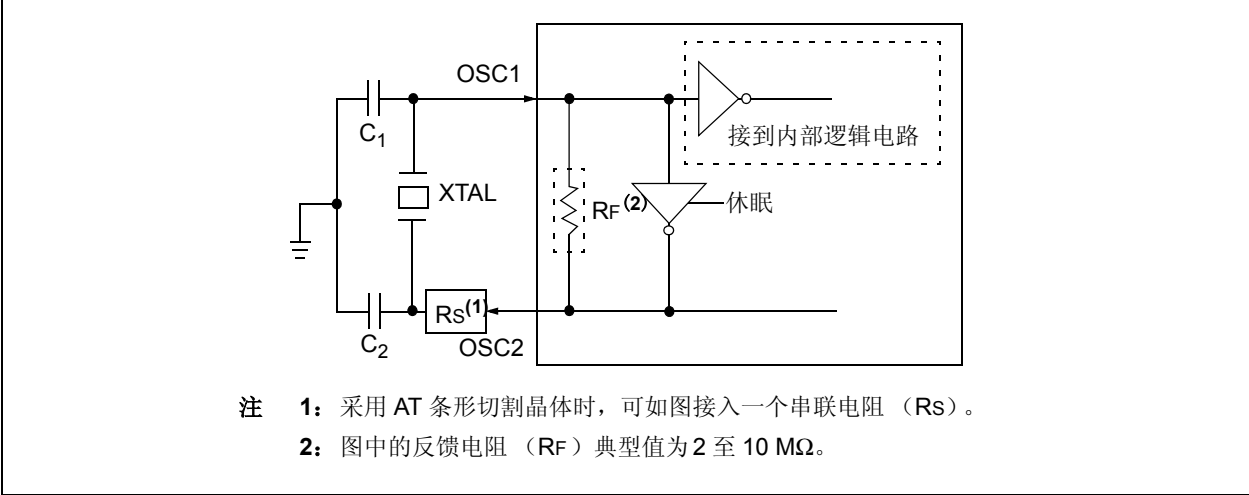 OSC1
C1
接到内部逻辑电路
XTAL
RF(2)
休眠
RS(1)
C2
OSC2
注 1：采用 AT 条形切割晶体时，可如图接入一个串联电阻 （RS）。
2：图中的反馈电阻 （RF）典型值为 2 至 10 MΩ。